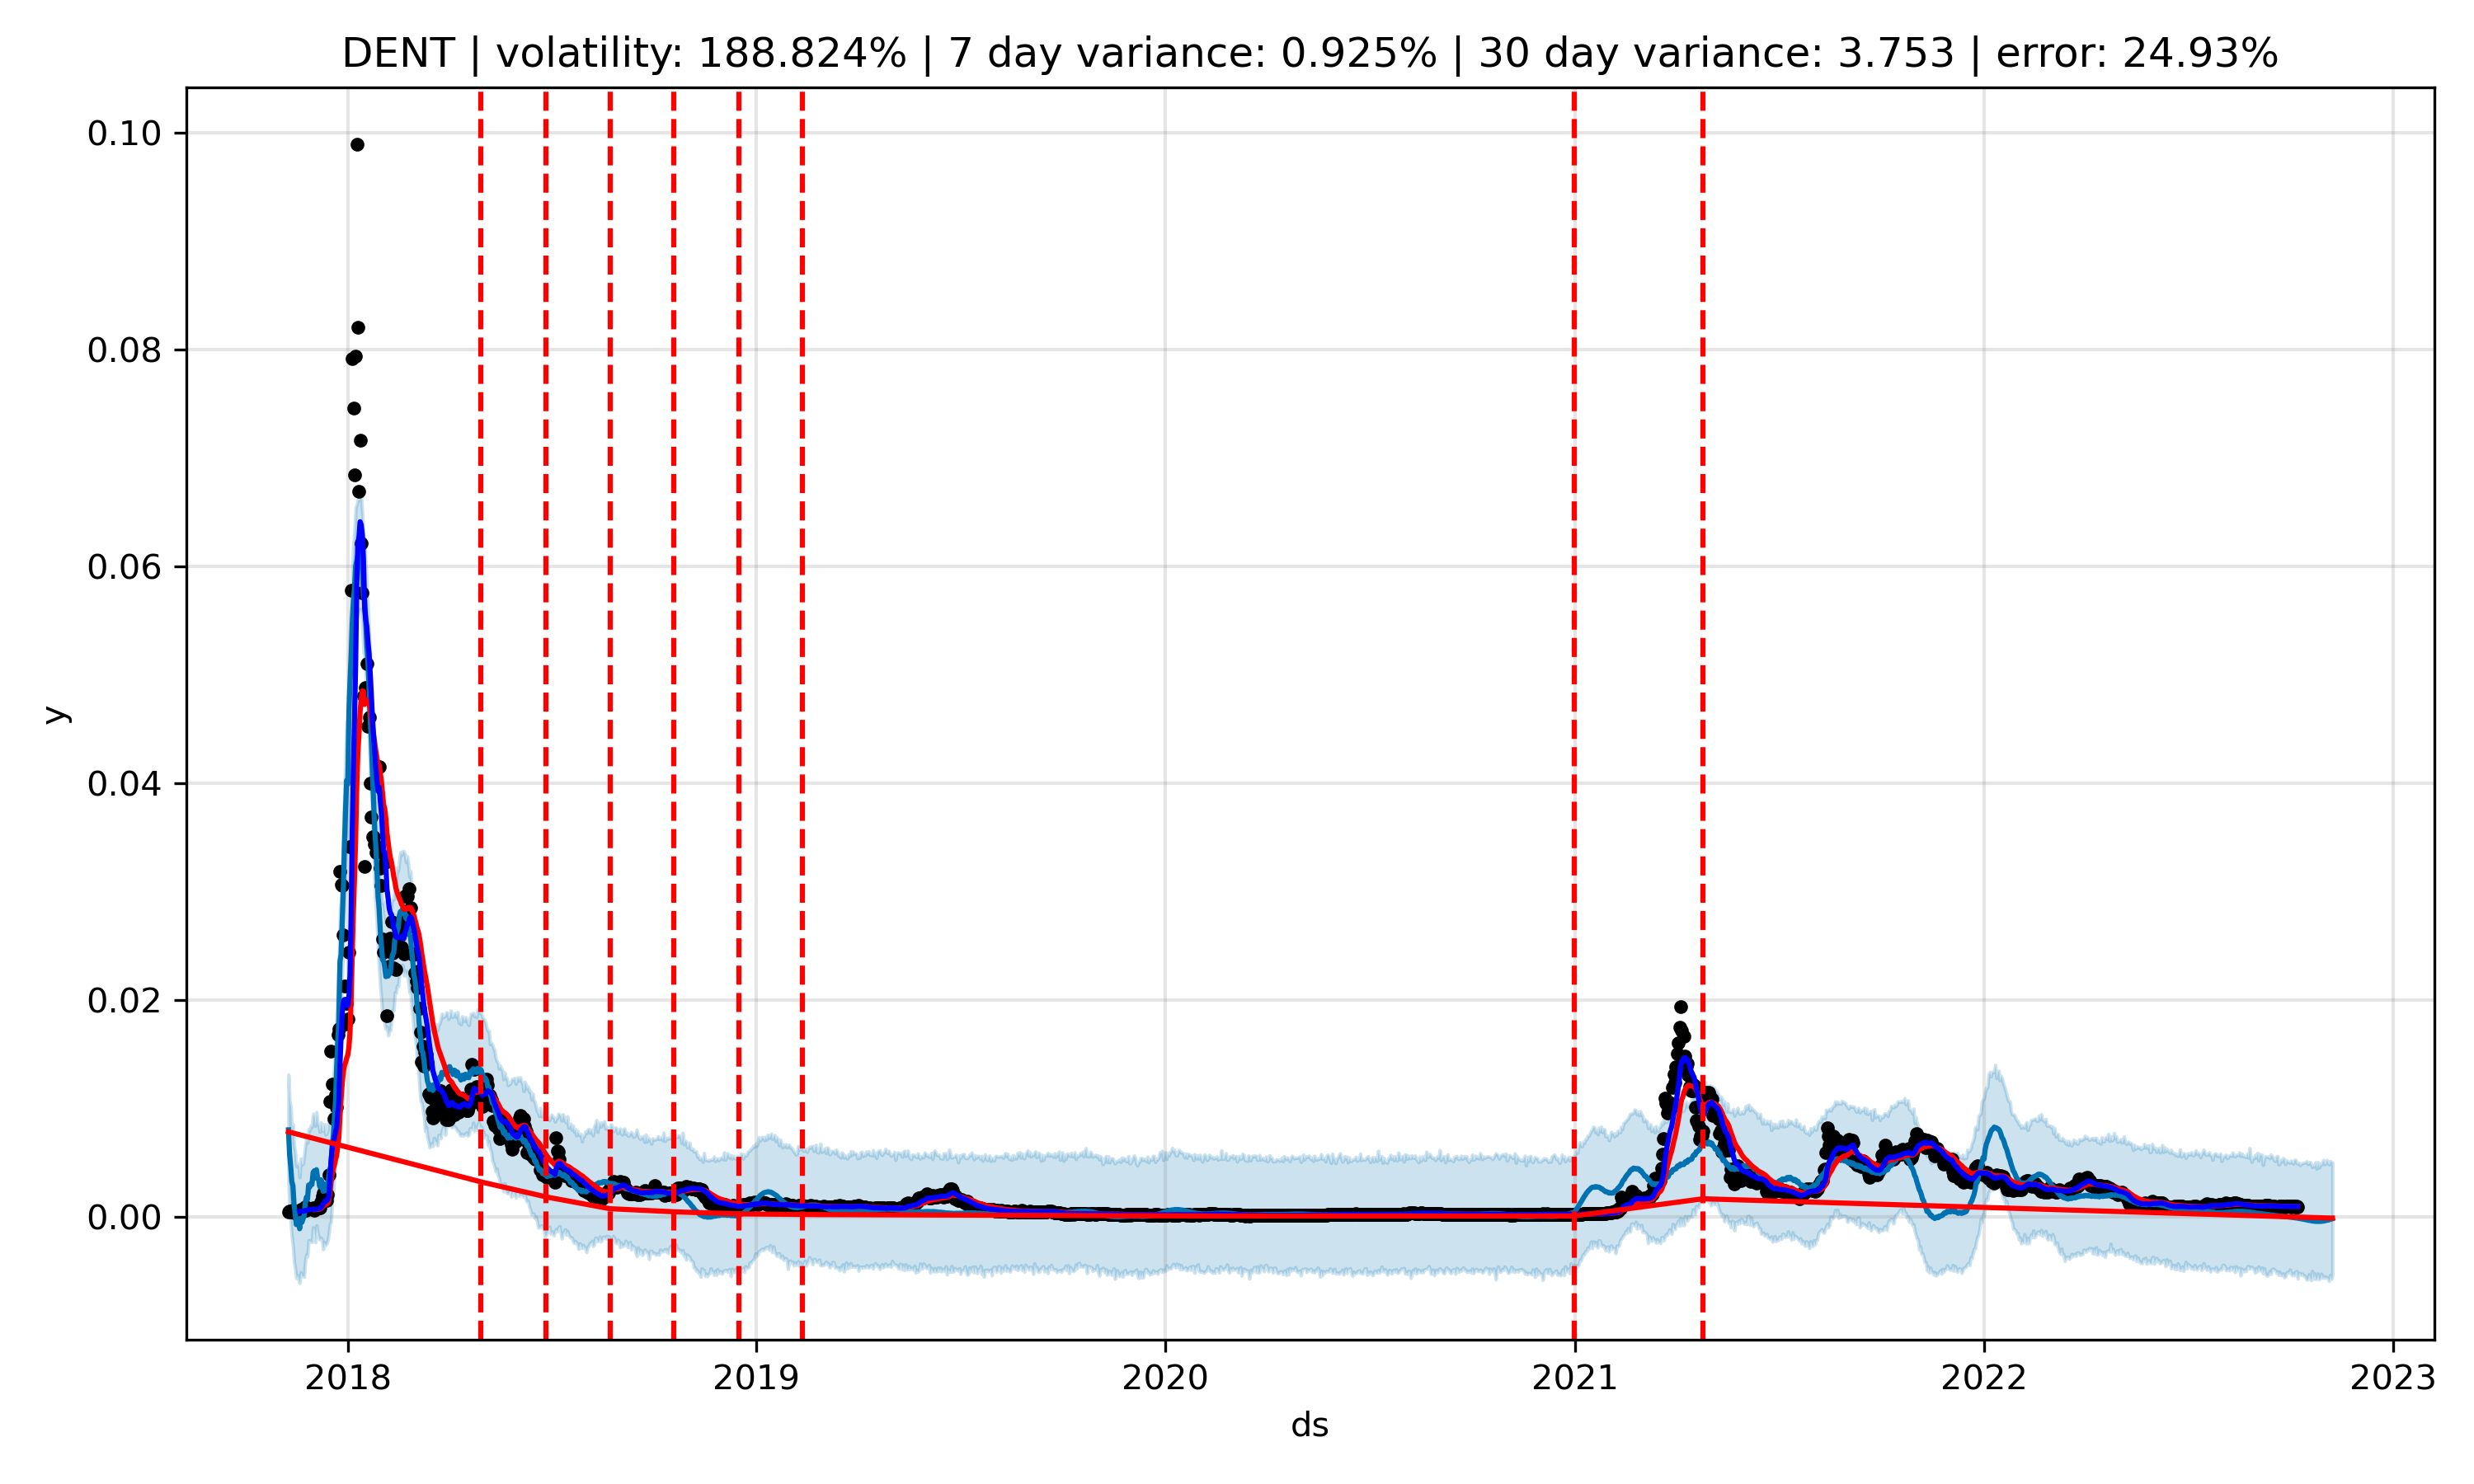 DENT | volatility: 188.824% | 7 day variance: 0.925% | 30 day variance: 3.753 | error: 24.93%
0.10
0.08
0.06
0.04
0.02
0.00
y
2018 2019 2020 2021 2022 2023
ds